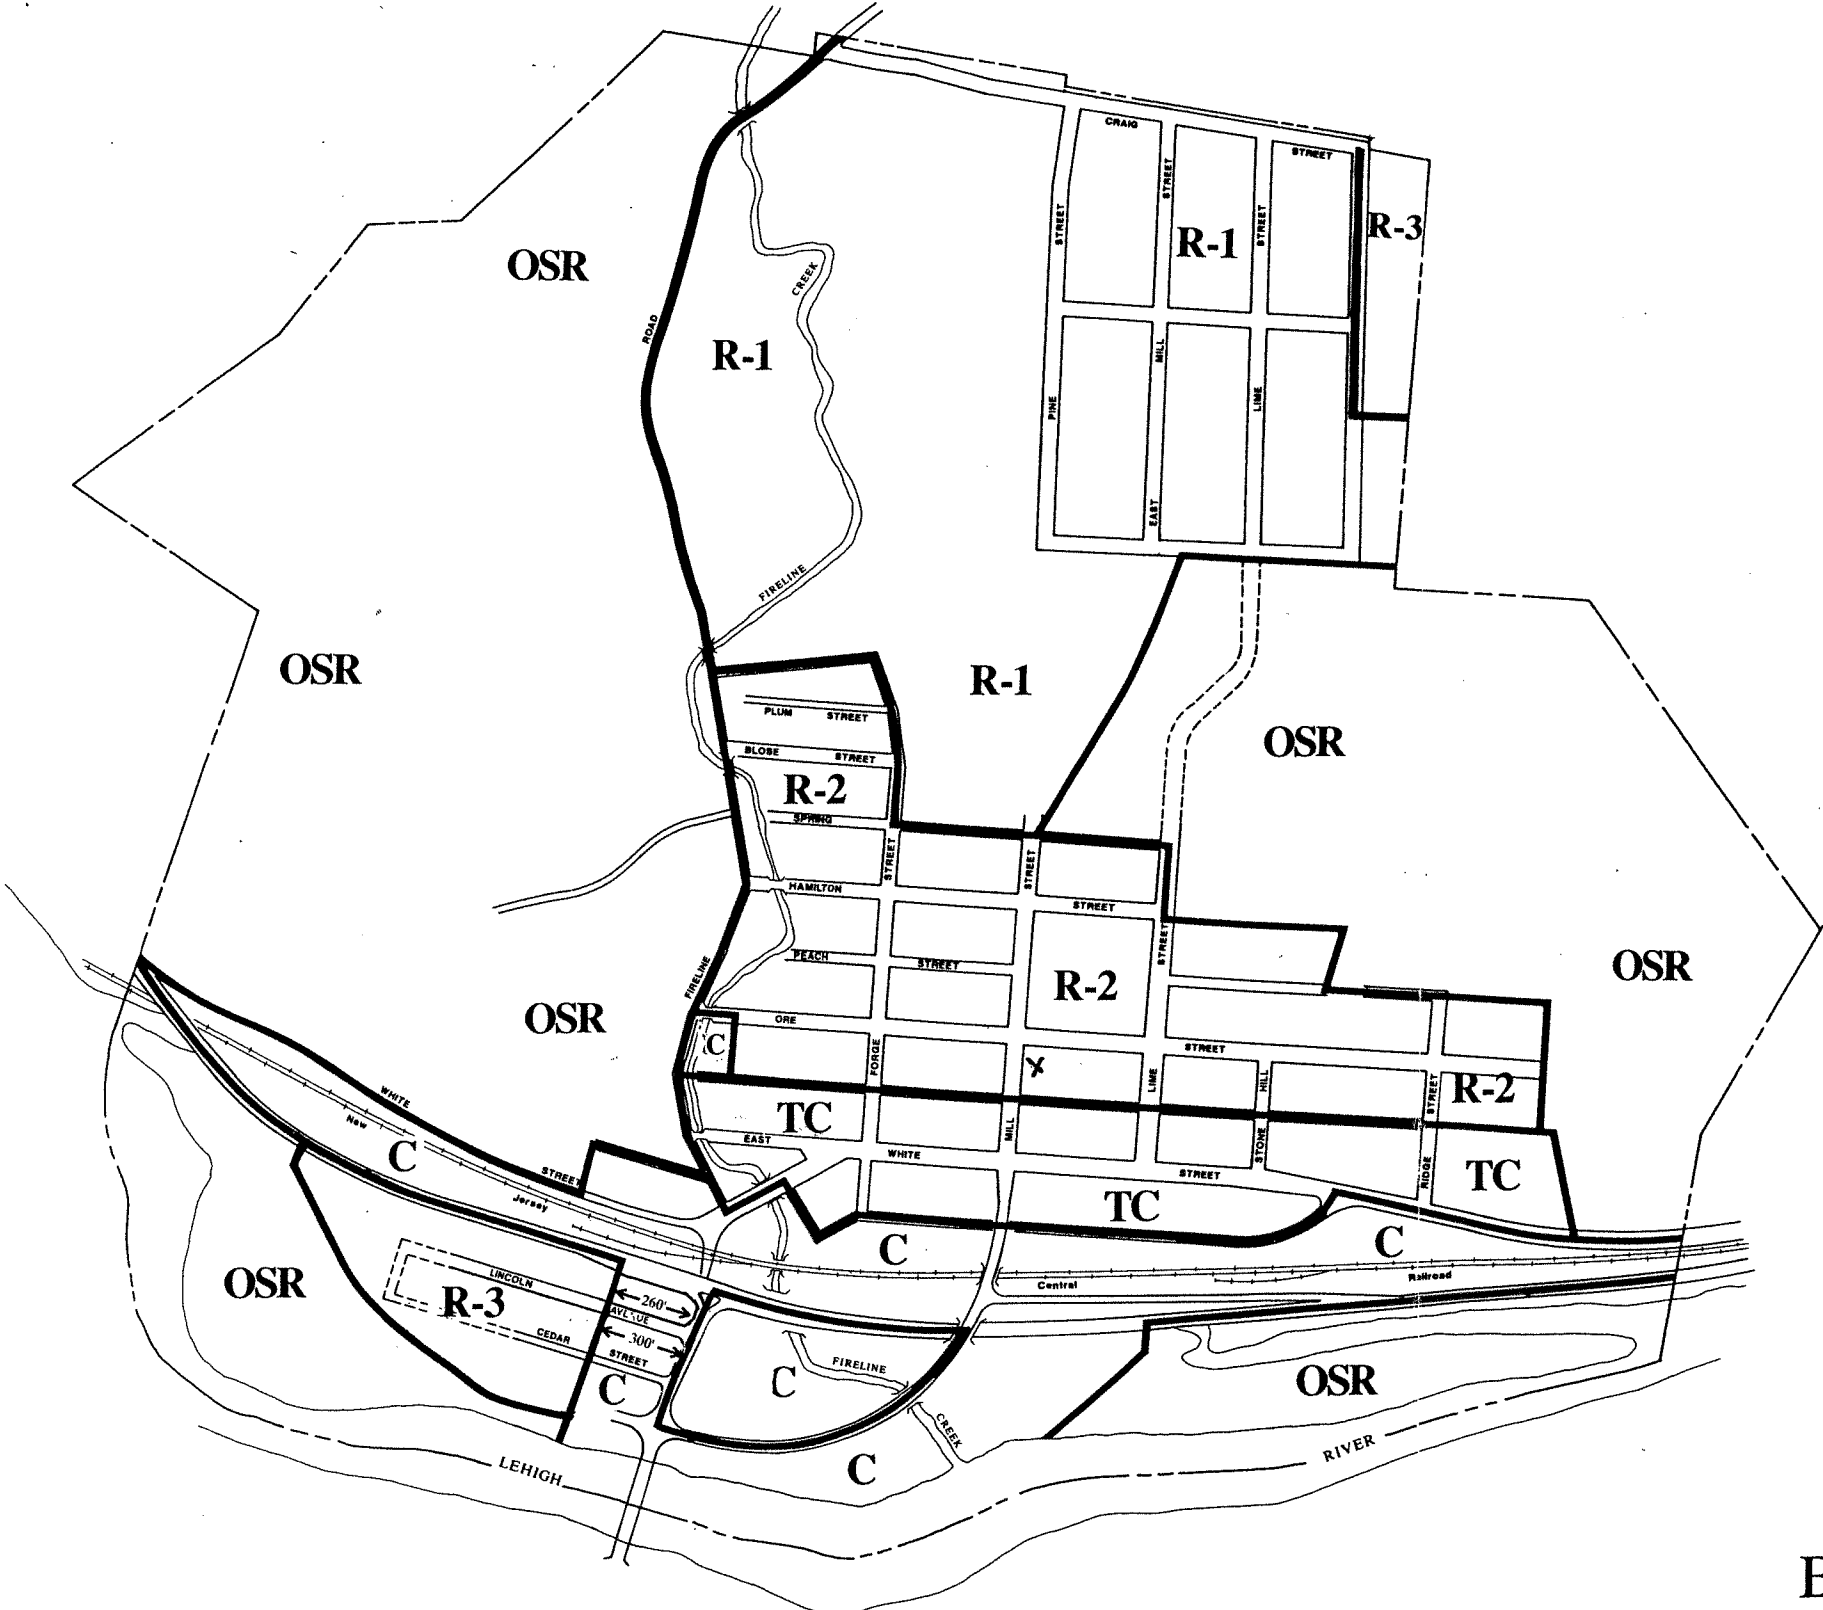 CRAIG
STREET
STREET
STREET
STREET
R-3
R-1
OSR
CREEK
ROAD
R-1
MILL
PINE
LIME
EAST
FIRELINE
OSR
R-1
PLUM STREET
OSR
BLOSE STREET
R-2
SPRING
STREET
STREET
HAMILTON
STREET
STREET
PEACH
STREET
OSR
FIRELINE
R-2
OSR
ORE
STREET
C
FORGE
X
LIME
HILL
STREET
R-2
WHITE
New
TC
MILL
EAST
WHITE
STREET
STONE
RIDGE
TC
C
STREET
Jersey
TC
C
C
OSR
LINCOLN
AVENUE
R-3
260'
Central
Railroad
CEDAR
STREET
300'
FIRELINE
C
C
OSR
CREEK
LEHIGH
RIVER
C
B